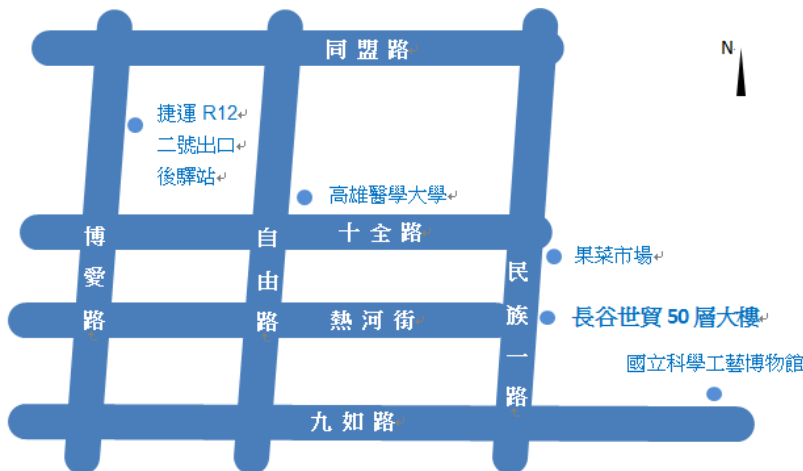 同盟路
N
捷運 R12
二號出口
後驛站
高雄醫學大學
博愛路
自由路
十全路
民族一路
果菜市場
熱河街
長谷世貿 50 層大樓
國立科學工藝博物館
九如路